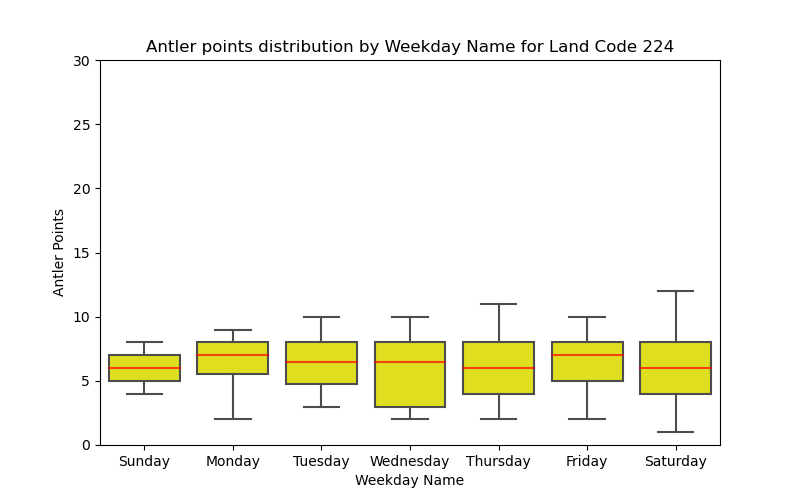 Antler points distribution by Weekday Name for Land Code 224
30
25
20
15
10
5
0
Antler Points
Sunday Monday Tuesday Wednesday Thursday Friday Saturday
Weekday Name